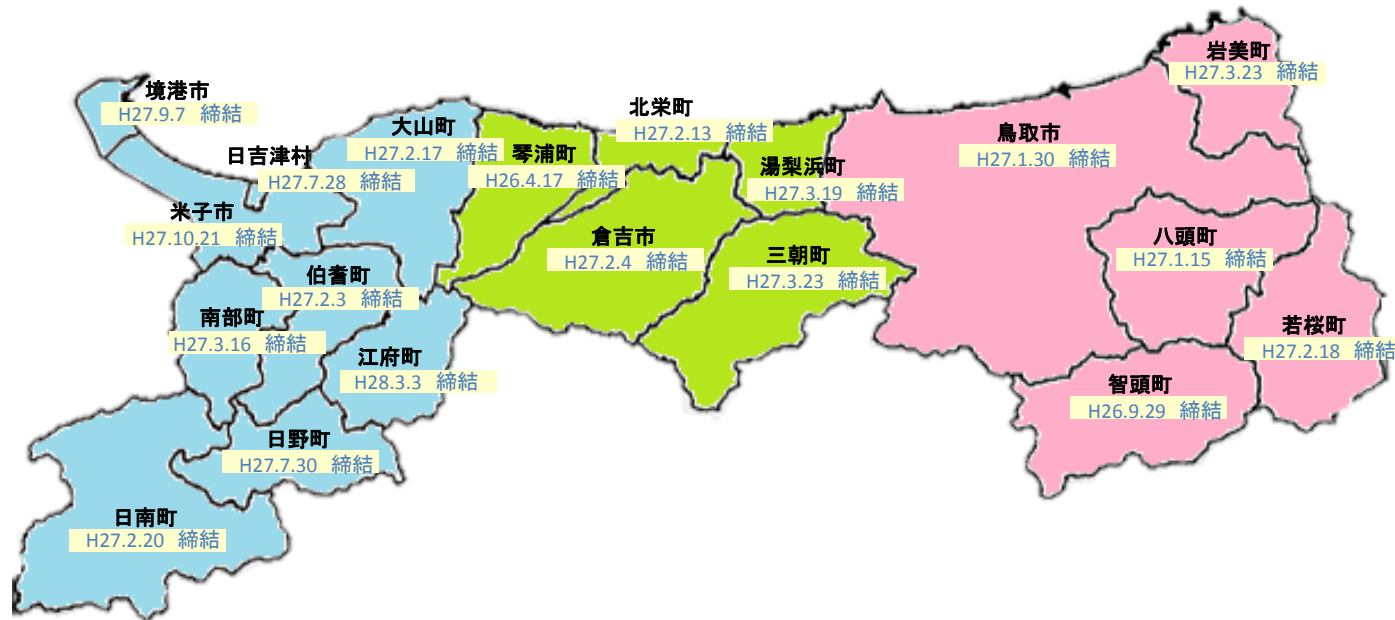 岩美町
H27.3.23 締結
境港市
H27.9.7 締結
北栄町
H27.2.13 締結
大山町
H27.2.17 締結
鳥取市
H27.1.30 締結
日吉津村
H27.7.28 締結
琴浦町
H26.4.17 締結
湯梨浜町
H27.3.19 締結
米子市
H27.10.21 締結
倉吉市
H27.2.4 締結
八頭町
H27.1.15 締結
三朝町
H27.3.23 締結
伯耆町
H27.2.3 締結
南部町
H27.3.16 締結
若桜町
H27.2.18 締結
江府町
H28.3.3 締結
智頭町
H26.9.29 締結
日野町
H27.7.30 締結
日南町
H27.2.20 締結